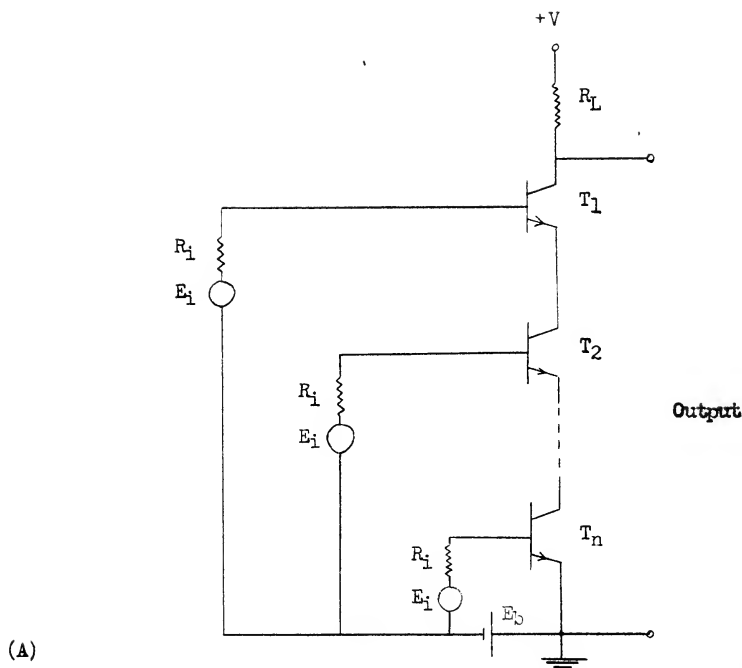 +V
R_L
T_1
R_i
E_i
T_2
R_i
E_i
Output
T_n
R_i
E_i
E_b
(A)